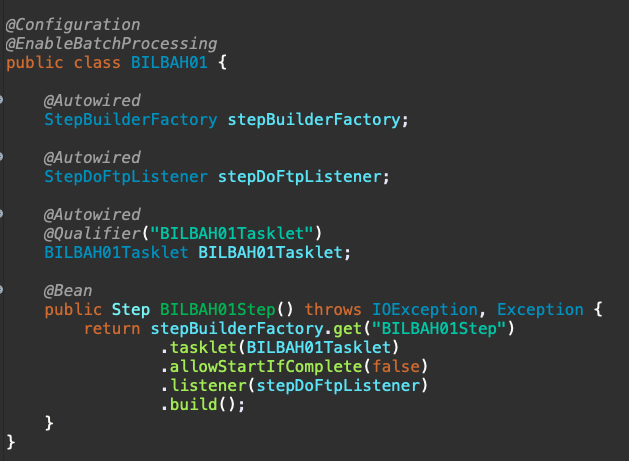 @Configuration
@EnableBatchProcessing
public class BILBAH01 {
@Autowired
StepBuilderFactory stepBuilderFactory;
@Autowired
StepDoFtpListener stepDoFtpListener;
@Autowired
@Qualifier("BILBAH01Tasklet")
BILBAH01Tasklet BILBAH01Tasklet;
@Bean
public Step BILBAH01Step() throws IOException, Exception {
return stepBuilderFactory.get("BILBAH01Step")
.tasklet(BILBAH01Tasklet)
.allowStartIfComplete(false)
.listener(stepDoFtpListener)
.build();
}
}